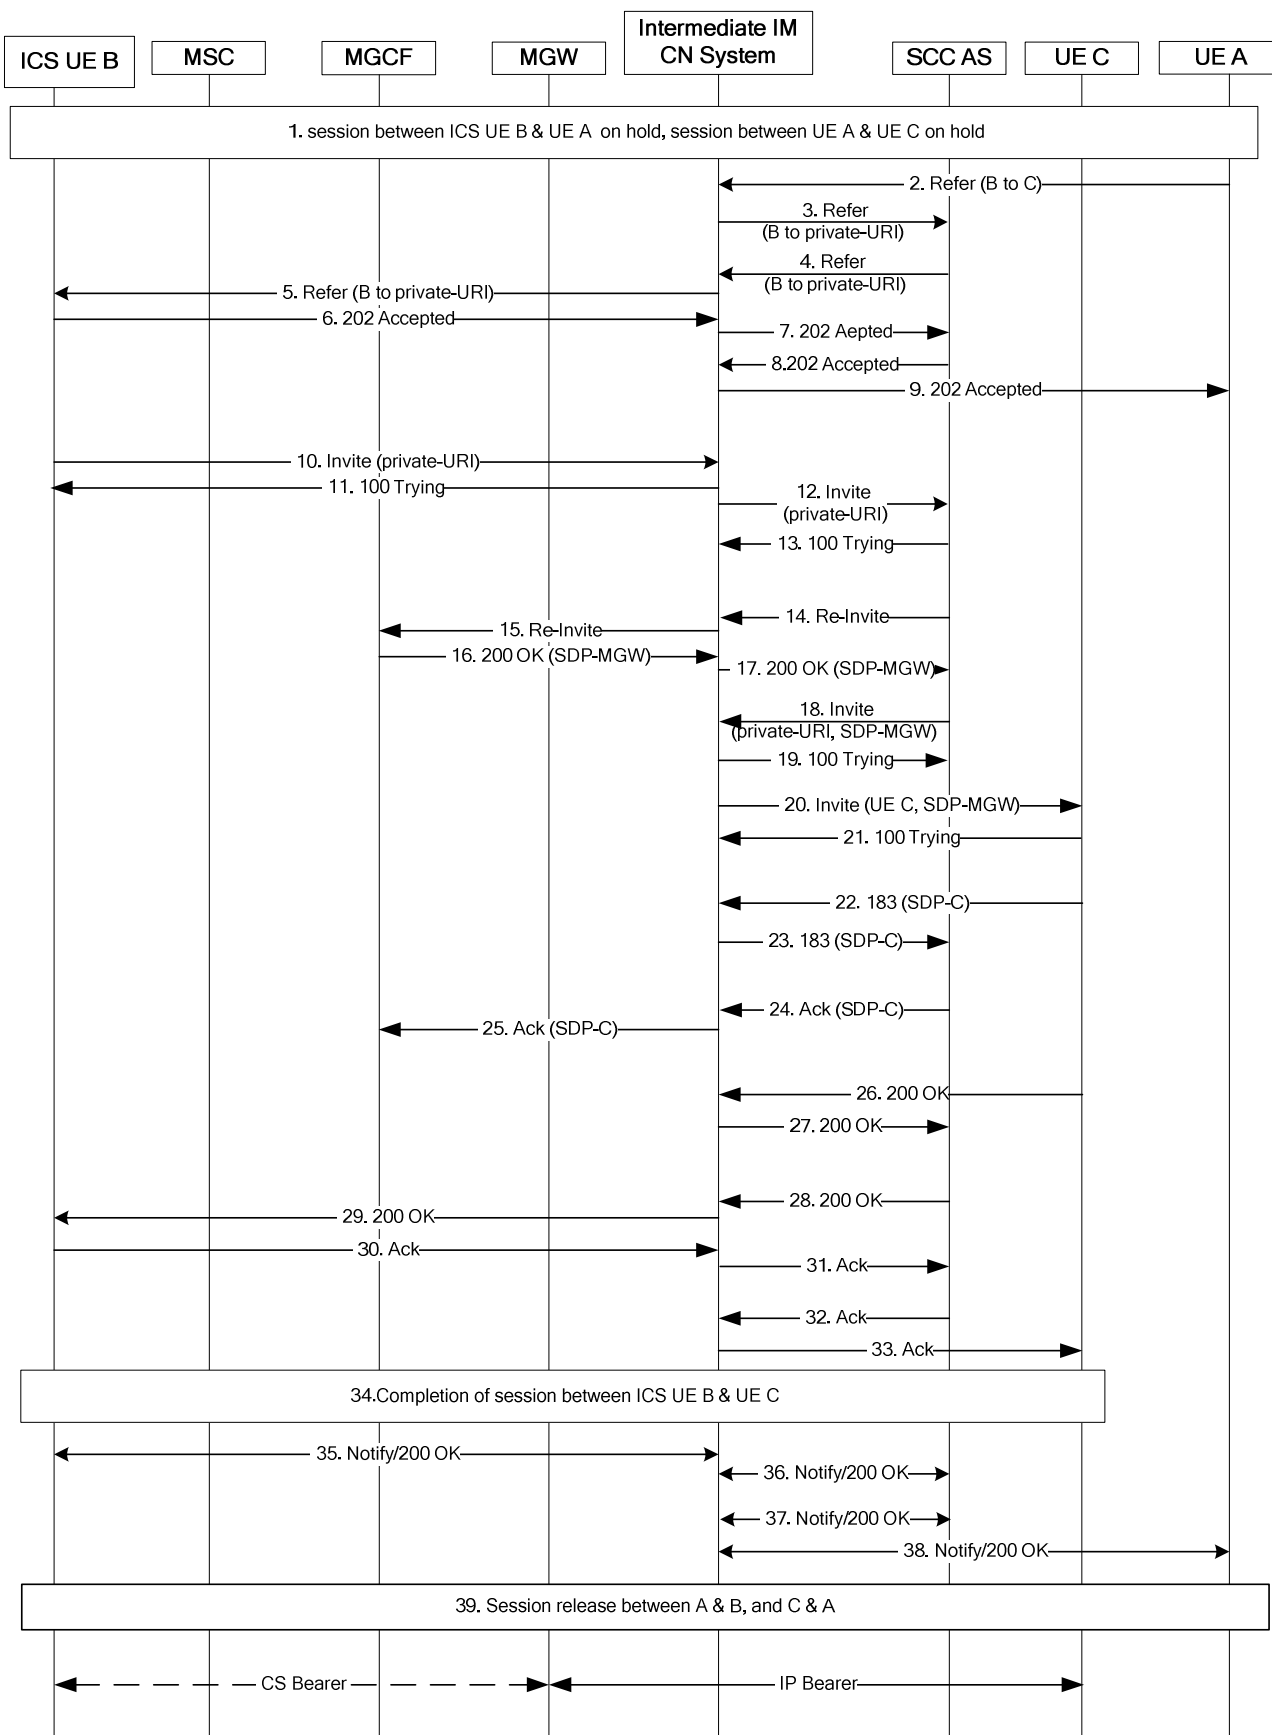 ICS UE B
MSC
MGCF
MGW
Intermediate IM
CN System
SCC AS
UE C
UE A
1. session between ICS UE B & UE A on hold, session between UE A & UE C on hold
2. Refer (B to C)
3. Refer
(B to private-URI)
4. Refer
(B to private-URI)
5. Refer (B to private-URI)
6. 202 Accepted
7. 202 Aepted
8.202 Accepted
9. 202 Accepted
10. Invite (private-URI)
11. 100 Trying
12. Invite
(private-URI)
13. 100 Trying
14. Re-Invite
15. Re-Invite
16. 200 OK (SDP-MGW)
17. 200 OK (SDP-MGW)
18. Invite
(private-URI, SDP-MGW)
19. 100 Trying
20. Invite (UE C, SDP-MGW)
21. 100 Trying
22. 183 (SDP-C)
23. 183 (SDP-C)
24. Ack (SDP-C)
25. Ack (SDP-C)
26. 200 OK
27. 200 OK
28. 200 OK
29. 200 OK
30. Ack
31. Ack
32. Ack
33. Ack
34.Completion of session between ICS UE B & UE C
35. Notify/200 OK
36. Notify/200 OK
37. Notify/200 OK
38. Notify/200 OK
39. Session release between A & B, and C & A
CS Bearer
IP Bearer